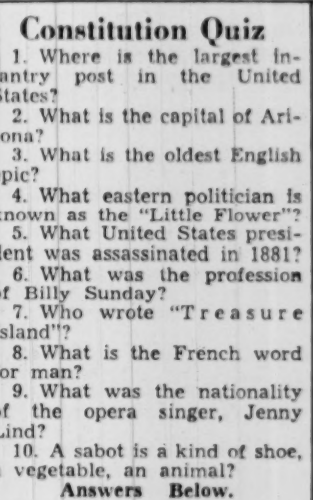 Constitution Quiz
1. Where is the largest in-
antry post in the United
States?
2. What is the capital of Ari-
ona?
3. What is the oldest English
pic?
4. What eastern politician is
known as the "Little Flower"?
5. What United States presi-
dent was assassinated in 1881?
6. What was the profession
of Billy Sunday?
7. Who wrote "Treasure
sland"?
8. What is the French word
or man?
9. What was the nationality
of the opera singer, Jenny
Lind?
10. A sabot is a kind of shoe,
vegetable, an animal?
Answers Below.